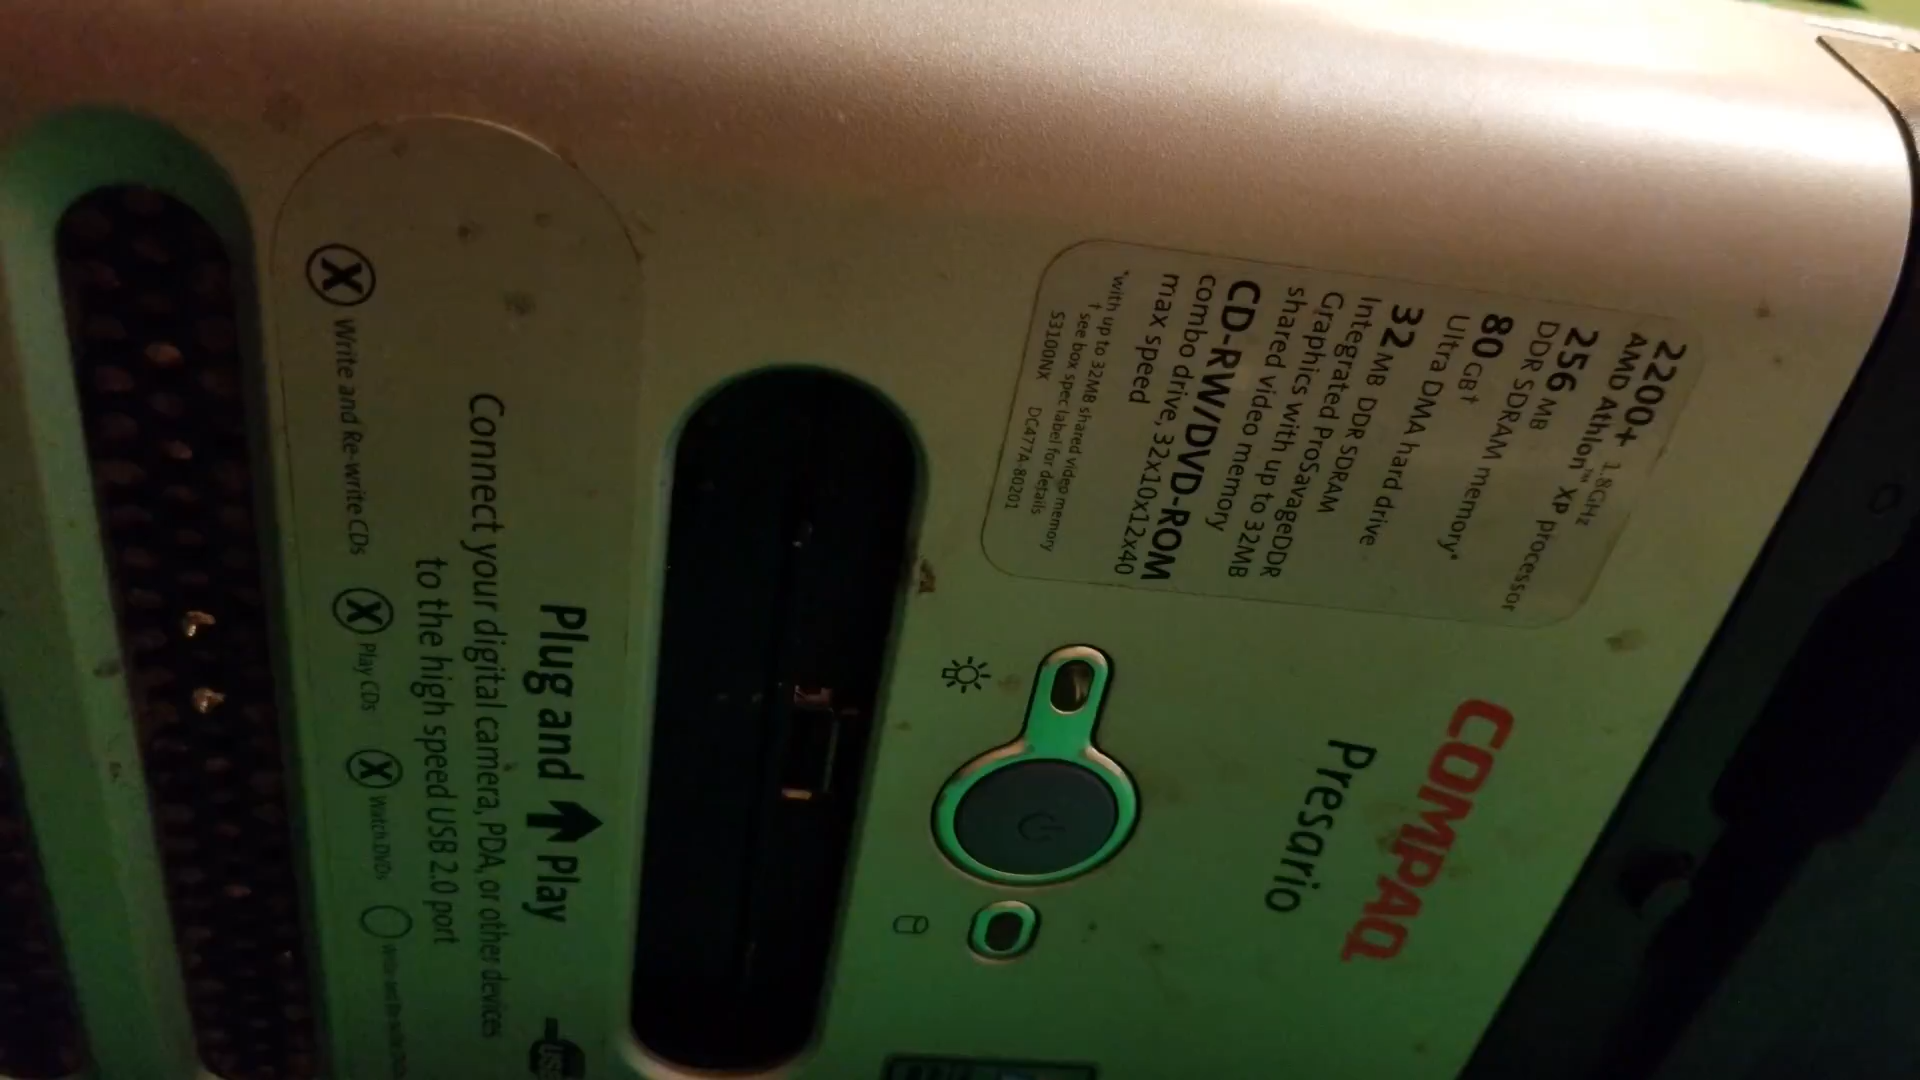 2200+ 1.8GHz
AMD Athlon™ XP processor
256 MB
DDR SDRAM memory*
80 GB†
Ultra DMA hard drive
32 MB DDR SDRAM
Integrated ProSavageDDR
Graphics with up to 32MB
shared video memory
CD-RW/DVD-ROM
combo drive, 32x10x12x40
max speed
*with up to 32MB shared video memory
† see box spec label for details
S3100NX DC477A-80201
COMPAQ
Presario
Plug and Play
Connect your digital camera, PDA, or other devices
to the high speed USB 2.0 port
USB
X Write and Re-write CDs X Play CDs X Watch DVDs